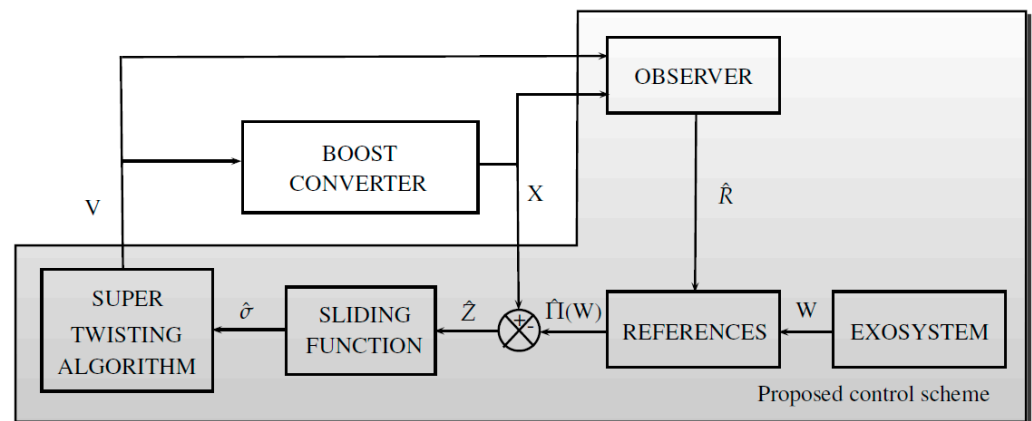 OBSERVER
BOOST
CONVERTER
X
V
R̂
SUPER
TWISTING
ALGORITHM
σ̂
SLIDING
FUNCTION
Ẑ
+
-
Π̂(W)
REFERENCES
W
EXOSYSTEM
Proposed control scheme